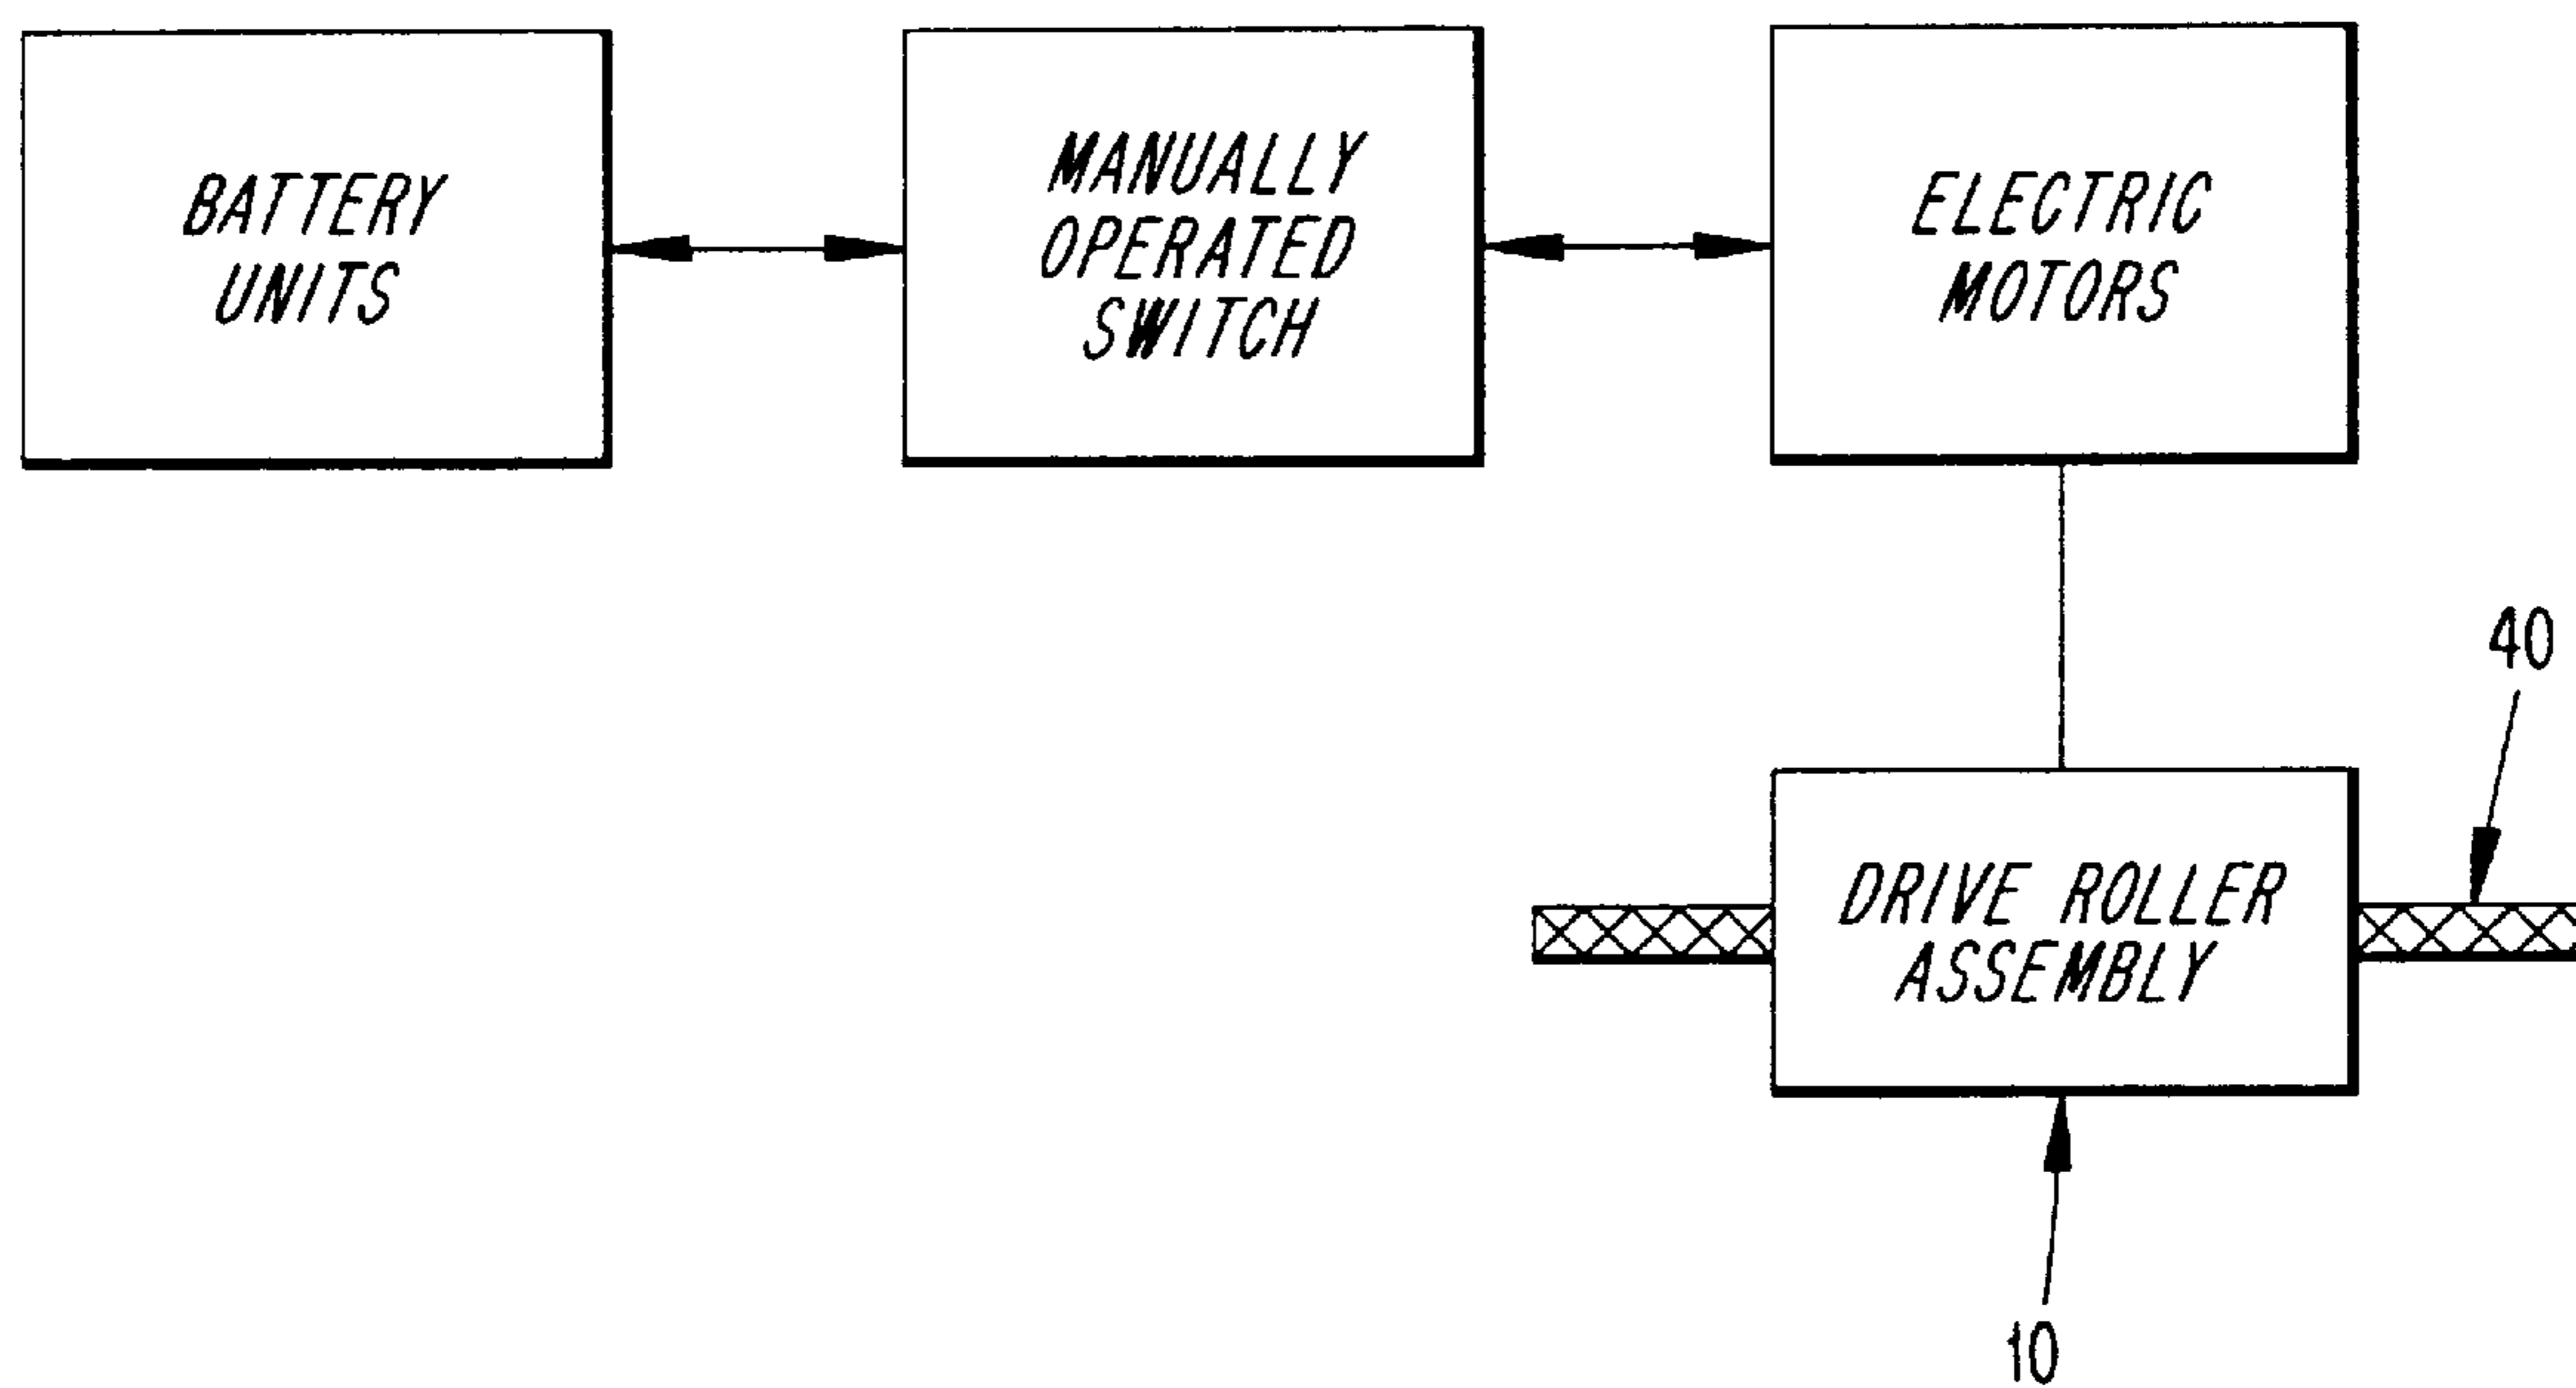 BATTERY
UNITS
MANUALLY
OPERATED
SWITCH
ELECTRIC
MOTORS
40
DRIVE ROLLER
ASSEMBLY
10